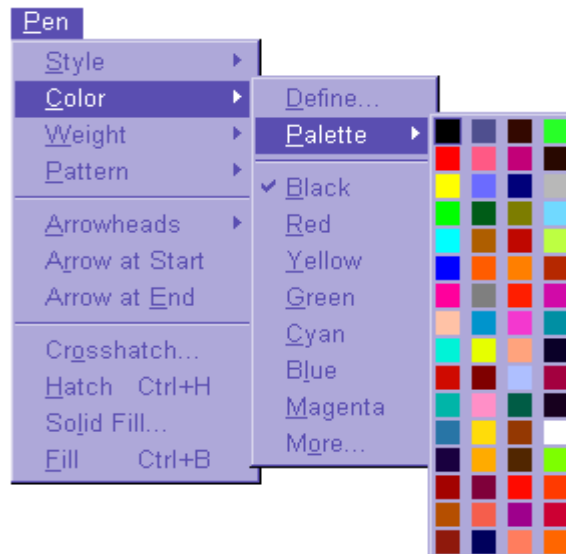 Pen
Style
Color
Weight
Pattern
Arrowheads
Arrow at Start
Arrow at End
Crosshatch...
Hatch Ctrl+H
Solid Fill...
Fill Ctrl+B
Define...
Palette
Black
Red
Yellow
Green
Cyan
Blue
Magenta
More...